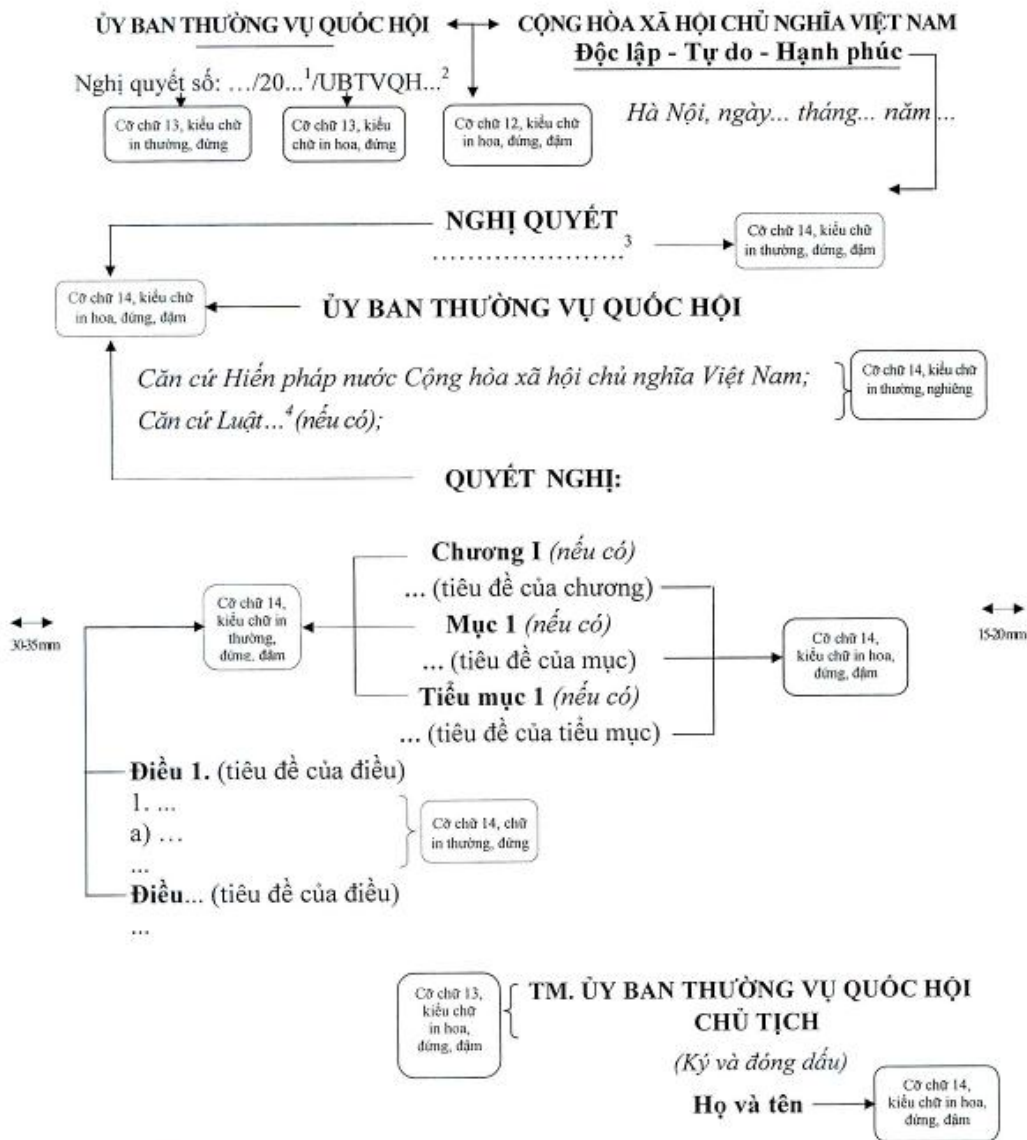 ỦY BAN THƯỜNG VỤ QUỐC HỘI
CỘNG HÒA XÃ HỘI CHỦ NGHĨA VIỆT NAM
Độc lập - Tự do - Hạnh phúc
Nghị quyết số: .../20...1/UBTVQH...2
Hà Nội, ngày... tháng... năm ...
Cỡ chữ 13, kiểu chữ
in thường, đứng
Cỡ chữ 13, kiểu
chữ in hoa, đứng
Cỡ chữ 12, kiểu chữ
in hoa, đứng, đậm
NGHỊ QUYẾT
..........................3
Cỡ chữ 14, kiểu chữ
in thường, đứng, đậm
Cỡ chữ 14, kiểu chữ
in hoa, đứng, đậm
ỦY BAN THƯỜNG VỤ QUỐC HỘI
Căn cứ Hiến pháp nước Cộng hòa xã hội chủ nghĩa Việt Nam;
Căn cứ Luật...4 (nếu có);
Cỡ chữ 14, kiểu chữ
in thường, nghiêng
QUYẾT NGHỊ:
Chương I (nếu có)
... (tiêu đề của chương)
Mục 1 (nếu có)
... (tiêu đề của mục)
Tiểu mục 1 (nếu có)
... (tiêu đề của tiểu mục)
Cỡ chữ 14,
kiểu chữ in
thường,
đứng, đậm
30-35mm
15-20mm
Cỡ chữ 14,
kiểu chữ in hoa,
đứng, đậm
Điều 1. (tiêu đề của điều)
1. ...
a) ...
...
Cỡ chữ 14, chữ
in thường, đứng
Điều... (tiêu đề của điều)
...
Cỡ chữ 13,
kiểu chữ
in hoa,
đứng, đậm
TM. ỦY BAN THƯỜNG VỤ QUỐC HỘI
CHỦ TỊCH
(Ký và đóng dấu)
Họ và tên
Cỡ chữ 14,
kiểu chữ in hoa,
đứng, đậm